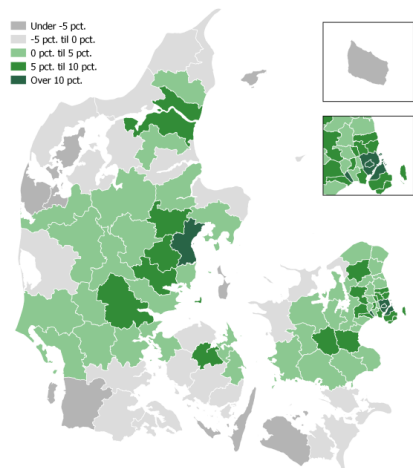 Under -5 pct.
-5 pct. til 0 pct.
0 pct. til 5 pct.
5 pct. til 10 pct.
Over 10 pct.